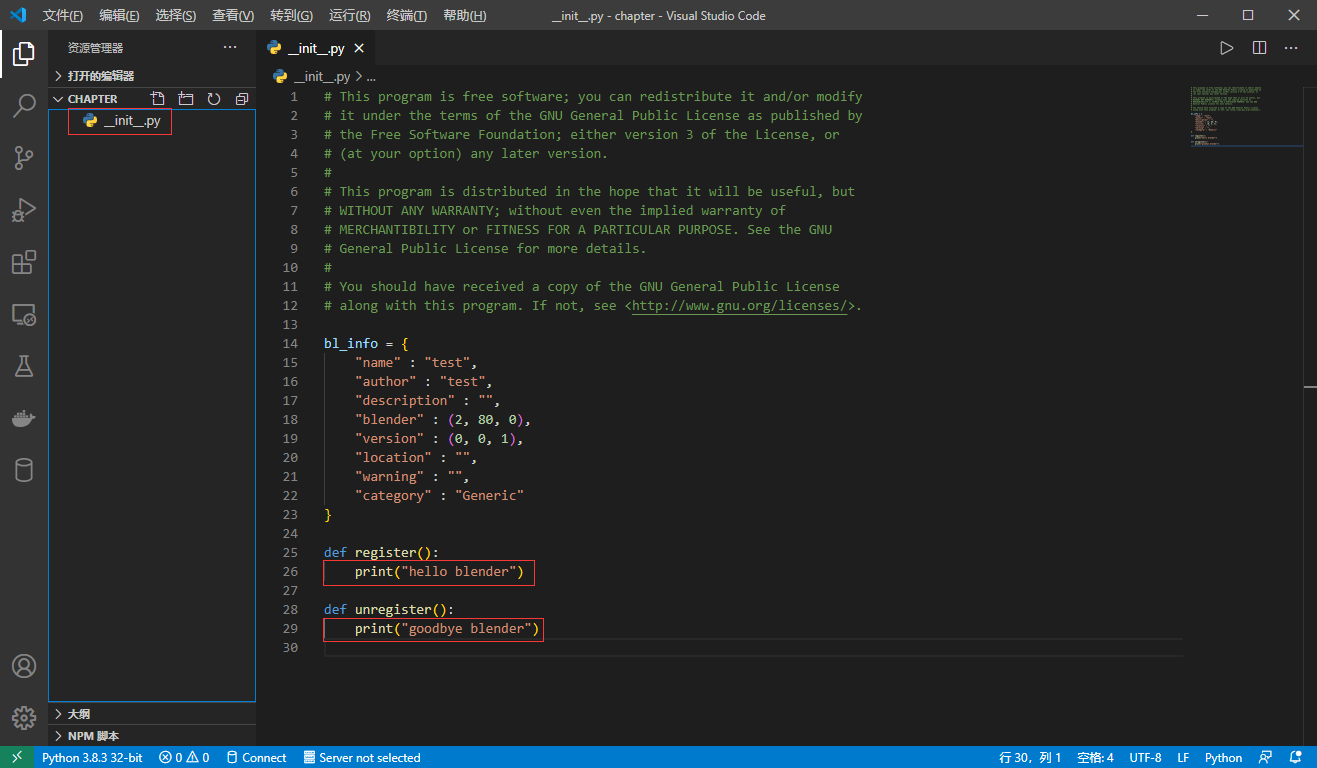 文件(F) 编辑(E) 选择(S) 查看(V) 转到(G) 运行(R) 终端(T) 帮助(H) __init__.py - chapter - Visual Studio Code
资源管理器
打开的编辑器
CHAPTER
__init__.py
大纲
NPM 脚本
__init__.py
__init__.py > ...
1 # This program is free software; you can redistribute it and/or modify
2 # it under the terms of the GNU General Public License as published by
3 # the Free Software Foundation; either version 3 of the License, or
4 # (at your option) any later version.
5 #
6 # This program is distributed in the hope that it will be useful, but
7 # WITHOUT ANY WARRANTY; without even the implied warranty of
8 # MERCHANTIBILITY or FITNESS FOR A PARTICULAR PURPOSE. See the GNU
9 # General Public License for more details.
10 #
11 # You should have received a copy of the GNU General Public License
12 # along with this program. If not, see <http://www.gnu.org/licenses/>.
13
14 bl_info = {
15 "name" : "test",
16 "author" : "test",
17 "description" : "",
18 "blender" : (2, 80, 0),
19 "version" : (0, 0, 1),
20 "location" : "",
21 "warning" : "",
22 "category" : "Generic"
23 }
24
25 def register():
26 print("hello blender")
27
28 def unregister():
29 print("goodbye blender")
30
Python 3.8.3 32-bit 0 0 Connect Server not selected 行 30，列 1 空格: 4 UTF-8 LF Python